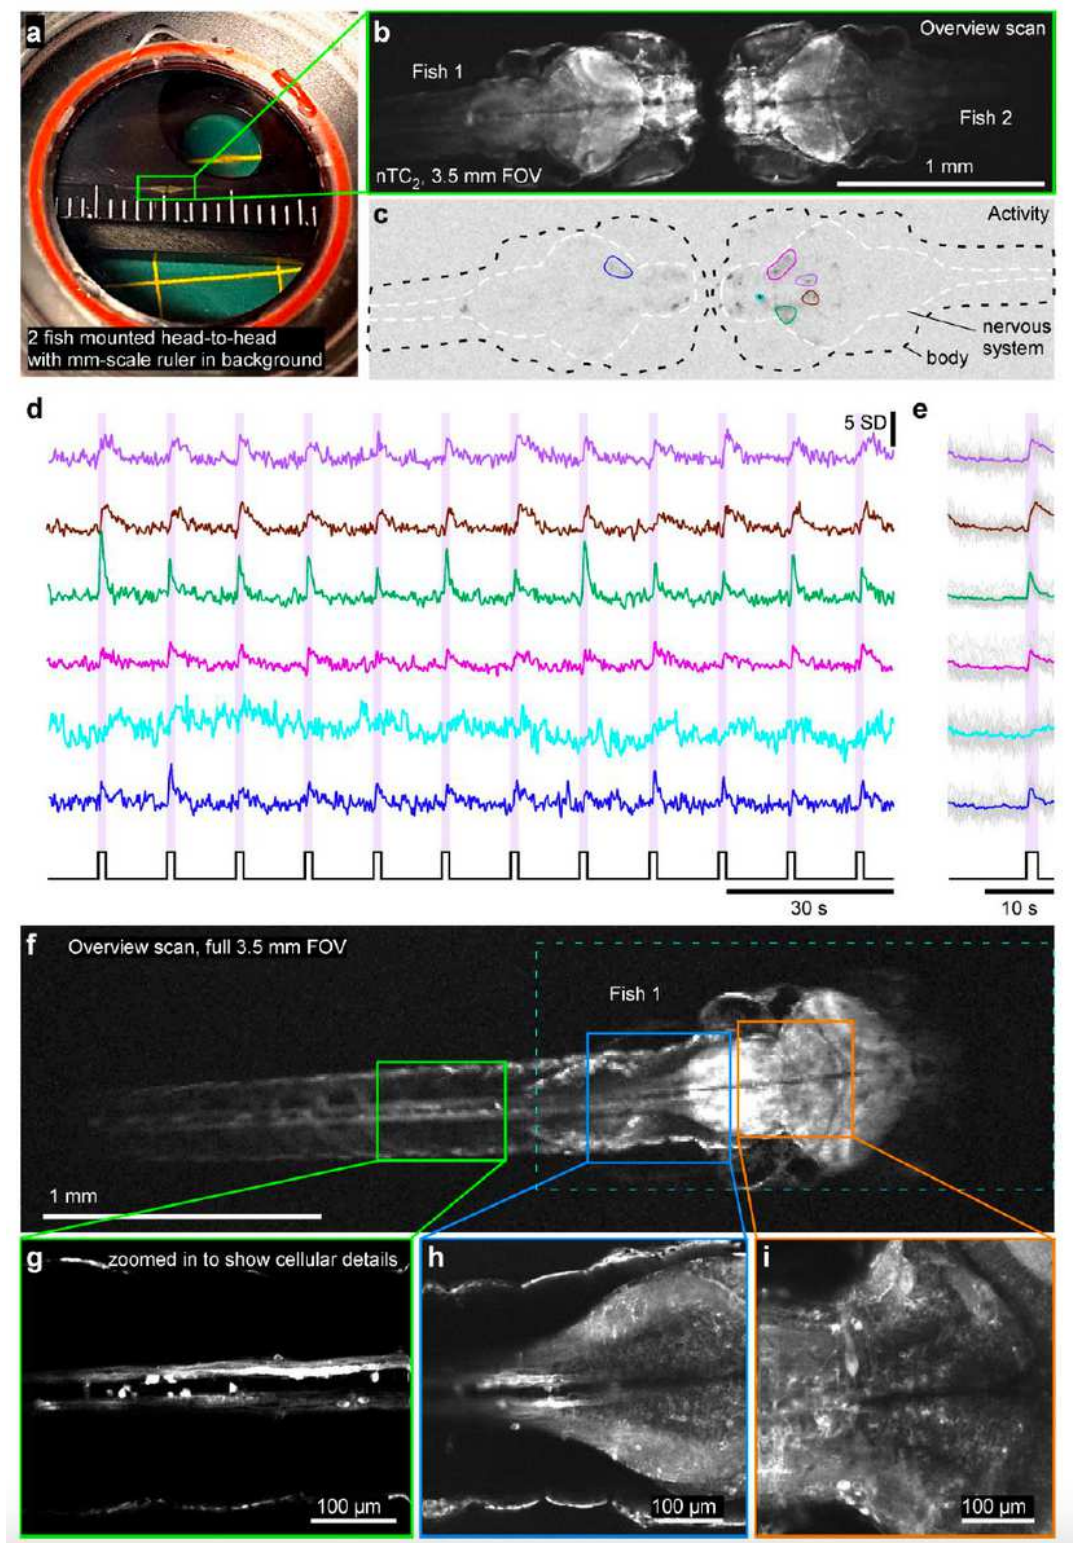 a
2 fish mounted head-to-head
with mm-scale ruler in background
b
Overview scan
Fish 1
Fish 2
nTC2, 3.5 mm FOV
1 mm
c
Activity
nervous
system
body
d
5 SD
30 s
e
10 s
f
Overview scan, full 3.5 mm FOV
Fish 1
1 mm
g
zoomed in to show cellular details
100 µm
h
100 µm
i
100 µm